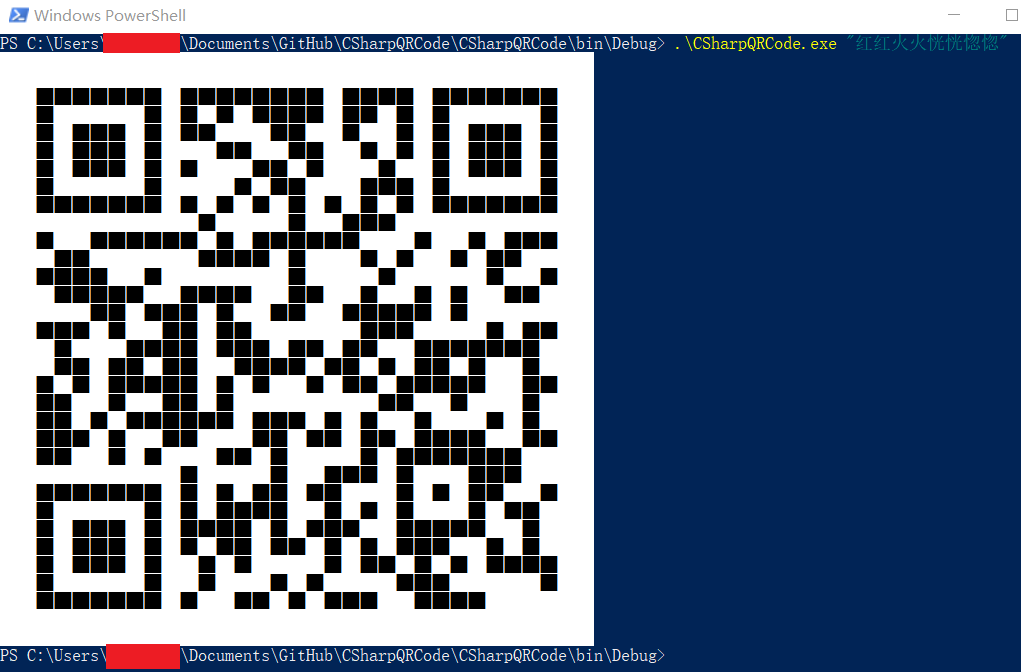 Windows PowerShell
PS C:\Users\ \Documents\GitHub\CSharpQRCode\CSharpQRCode\bin\Debug> .\CSharpQRCode.exe "红红火火恍恍惚惚"
PS C:\Users\ \Documents\GitHub\CSharpQRCode\CSharpQRCode\bin\Debug>